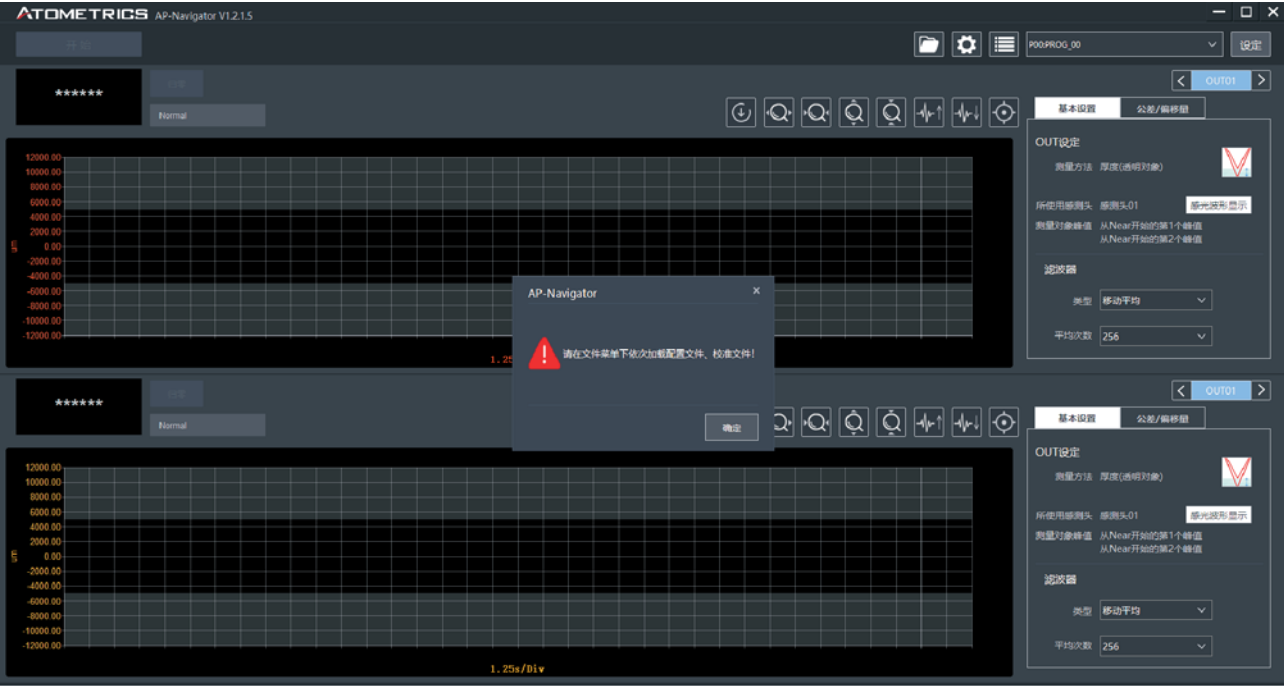 ATOMETRICS AP-Navigator V1.2.1.5
开始
P00:PROG_00
设定
******
归零
Normal
OUT01
基本设置
公差/偏移量
12000.00
10000.00
8000.00
6000.00
4000.00
2000.00
0.00
-2000.00
-4000.00
-6000.00
-8000.00
-10000.00
-12000.00
μm
1.25
OUT设定
测量方法 厚度(透明对象)
所使用感测头 感测头01 感光波形显示
测量对象峰值 从Near开始的第1个峰值
从Near开始的第2个峰值
滤波器
类型 移动平均
平均次数 256
AP-Navigator
请在文件菜单下依次加载配置文件、校准文件!
确定
******
归零
Normal
OUT01
基本设置
公差/偏移量
12000.00
10000.00
8000.00
6000.00
4000.00
2000.00
0.00
-2000.00
-4000.00
-6000.00
-8000.00
-10000.00
-12000.00
μm
1.25s/Div
OUT设定
测量方法 厚度(透明对象)
所使用感测头 感测头01 感光波形显示
测量对象峰值 从Near开始的第1个峰值
从Near开始的第2个峰值
滤波器
类型 移动平均
平均次数 256